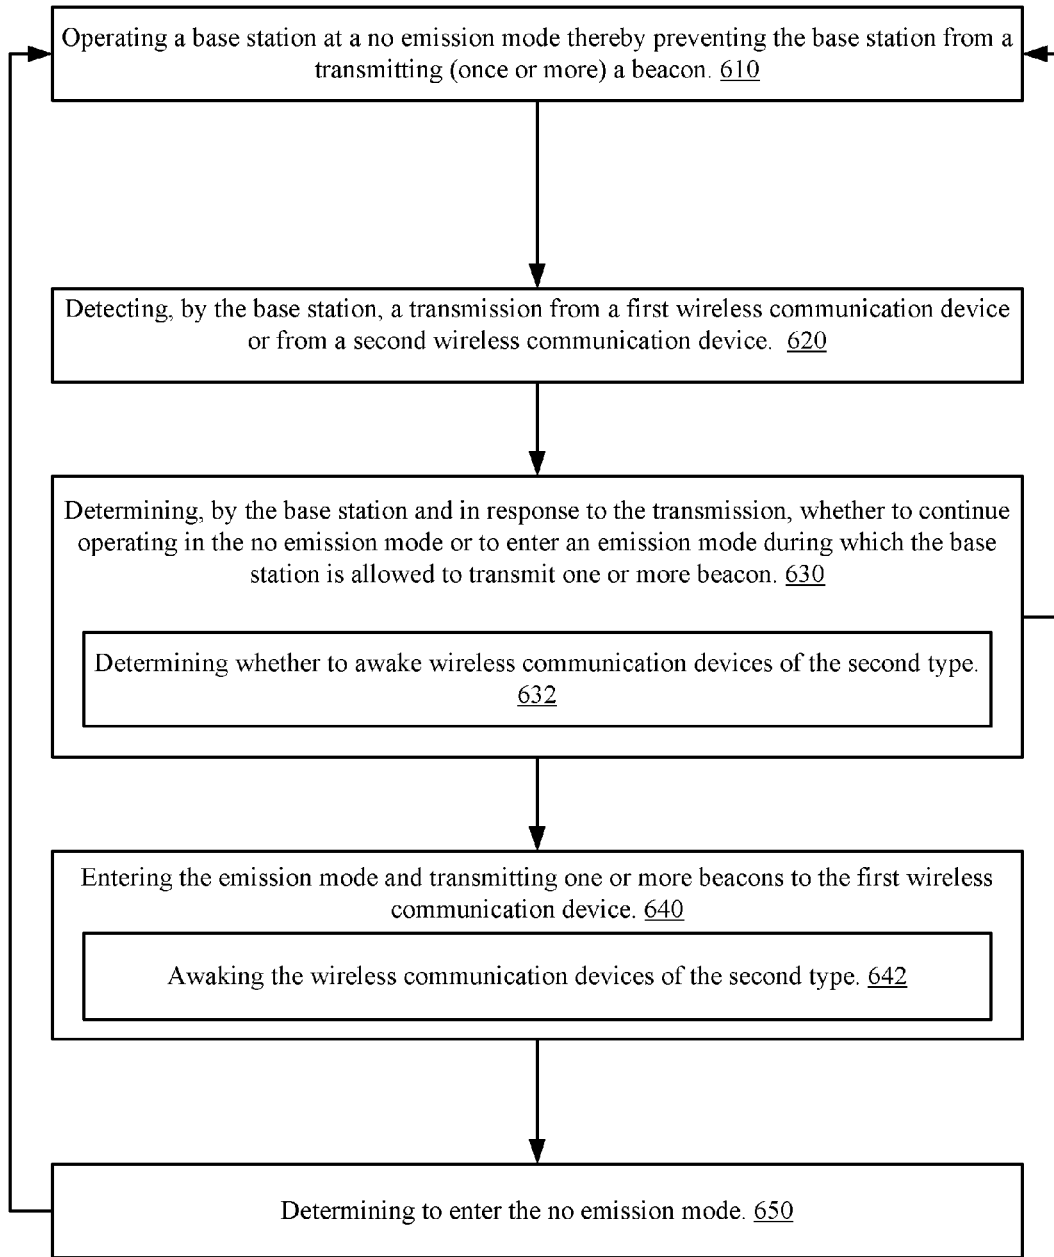 Operating a base station at a no emission mode thereby preventing the base station from a
transmitting (once or more) a beacon. 610
Detecting, by the base station, a transmission from a first wireless communication device
or from a second wireless communication device. 620
Determining, by the base station and in response to the transmission, whether to continue
operating in the no emission mode or to enter an emission mode during which the base
station is allowed to transmit one or more beacon. 630
Determining whether to awake wireless communication devices of the second type.
632
Entering the emission mode and transmitting one or more beacons to the first wireless
communication device. 640
Awaking the wireless communication devices of the second type. 642
Determining to enter the no emission mode. 650